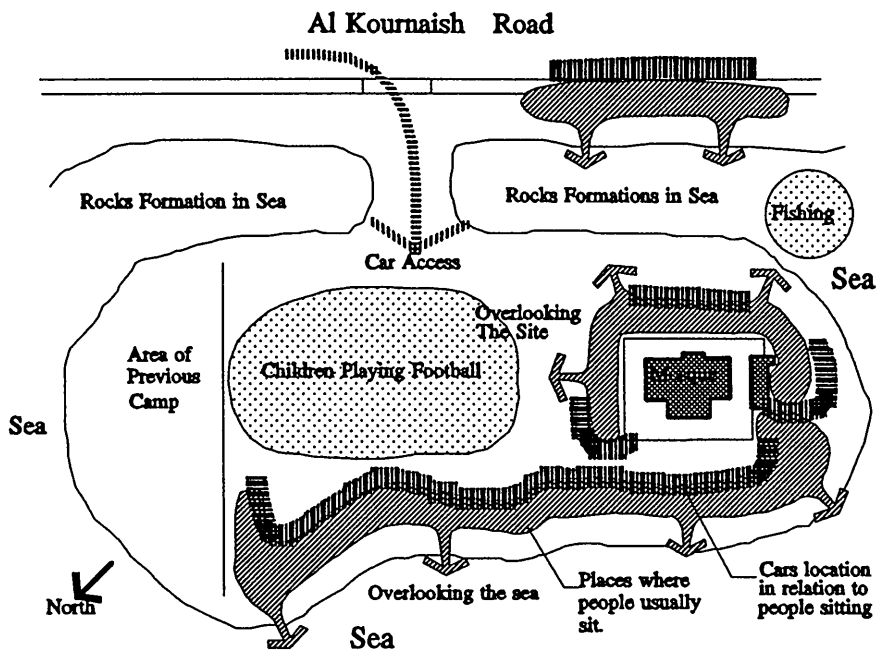 Al Kournaish Road
Rocks Formation in Sea
Rocks Formations in Sea
Fishing
Sea
Car Access
Overlooking
The Site
Area of
Previous
Camp
Children Playing Football
Mosque
Sea
North
Overlooking the sea
Places where
people usually
sit.
Cars location
in relation to
people sitting
Sea